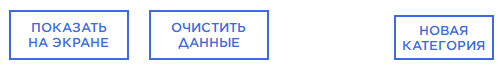 ПОКАЗАТЬ
НА ЭКРАНЕ
ОЧИСТИТЬ
ДАННЫЕ
НОВАЯ
КАТЕГОРИЯ